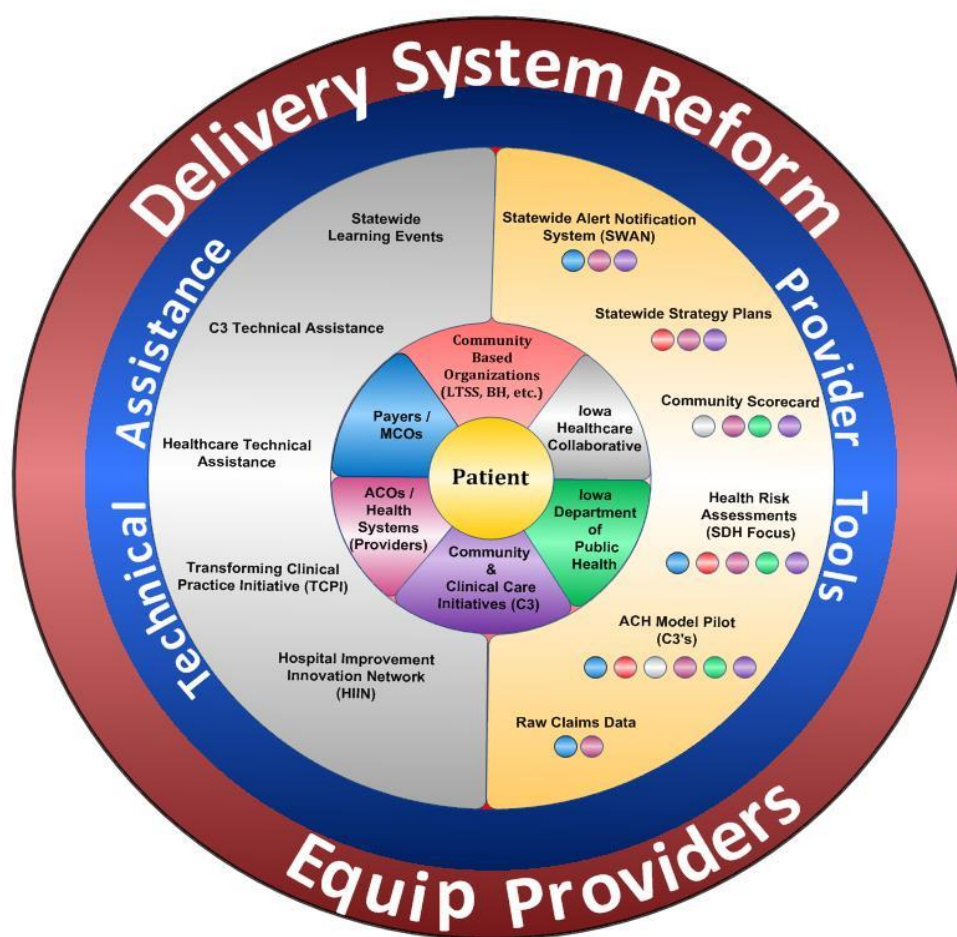 Delivery System Reform
Technical Assistance
Provider Tools
Statewide
Learning Events
C3 Technical Assistance
Healthcare Technical
Assistance
Transforming Clinical
Practice Initiative (TCPI)
Hospital Improvement
Innovation Network
(HIIN)
Statewide Alert Notification
System (SWAN)
Statewide Strategy Plans
Community Scorecard
Health Risk
Assessments
(SDH Focus)
ACH Model Pilot
(C3's)
Raw Claims Data
Community
Based
Organizations
(LTSS, BH, etc.)
Payers /
MCOs
Iowa
Healthcare
Collaborative
Patient
ACOs /
Health
Systems
(Providers)
Iowa
Department
of
Public
Health
Community
&
Clinical Care
Initiatives (C3)
Equip Providers